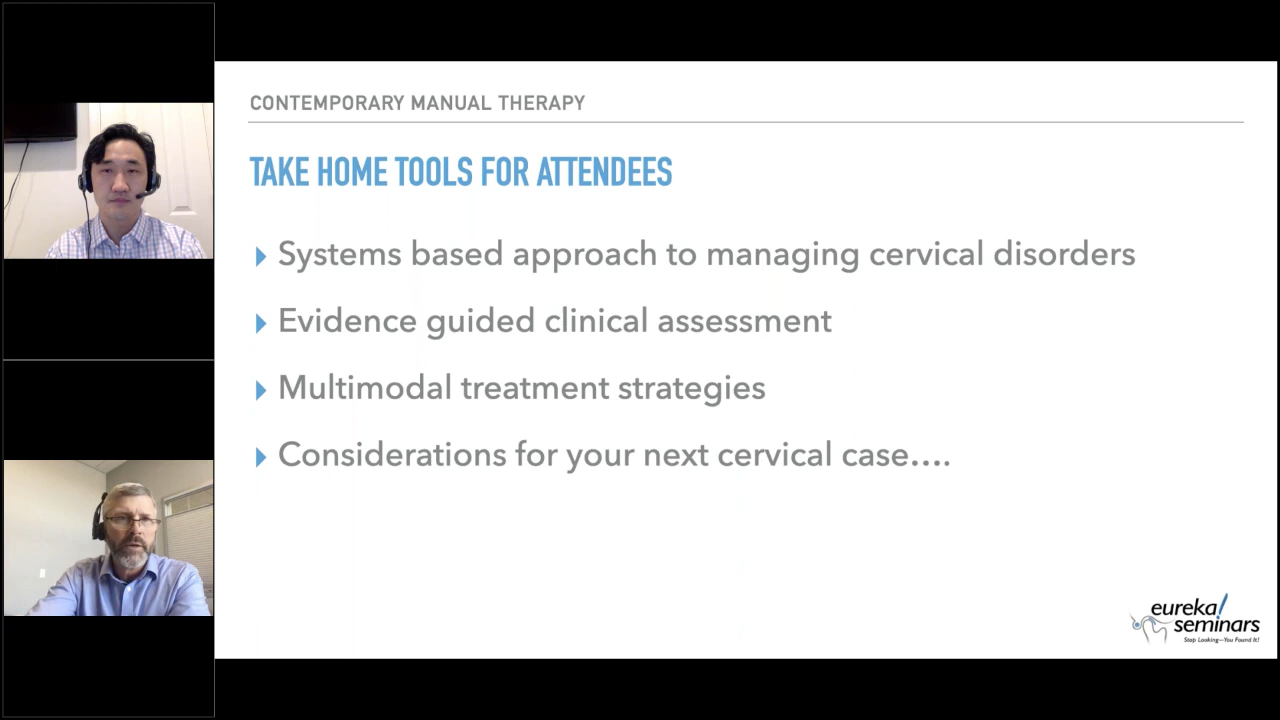 CONTEMPORARY MANUAL THERAPY
TAKE HOME TOOLS FOR ATTENDEES
Systems based approach to managing cervical disorders
Evidence guided clinical assessment
Multimodal treatment strategies
Considerations for your next cervical case….
eureka!
seminars
Stop Looking—You Found It!